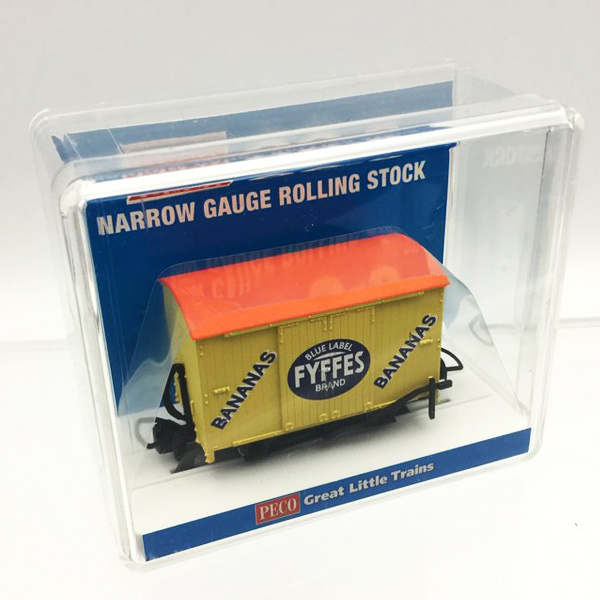 NARROW GAUGE ROLLING STOCK
BANANAS
BLUE LABEL
FYFFES
BRAND
BANANAS
PECO Great Little Trains